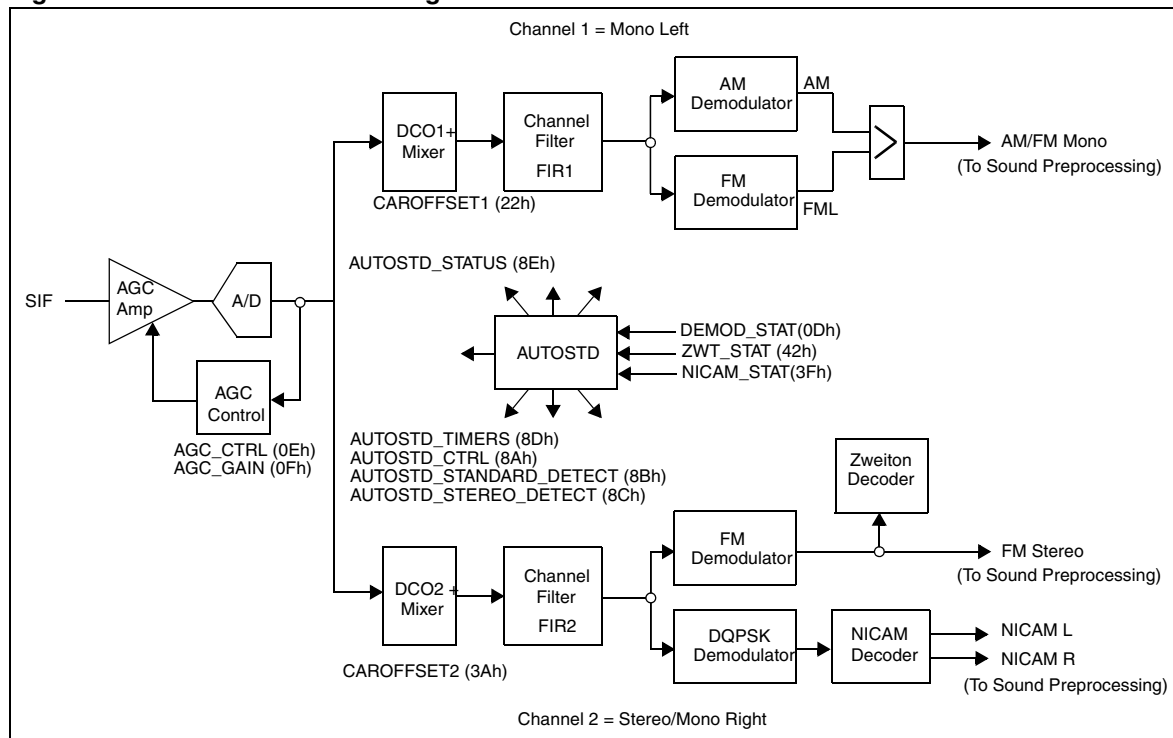 Channel 1 = Mono Left
AM
Demodulator
AM
DCO1+
Mixer
Channel
Filter
FIR1
AM/FM Mono
(To Sound Preprocessing)
FM
Demodulator
FML
CAROFFSET1 (22h)
AUTOSTD_STATUS (8Eh)
SIF
AGC
Amp
A/D
AUTOSTD
DEMOD_STAT(0Dh)
ZWT_STAT (42h)
NICAM_STAT(3Fh)
AGC
Control
AGC_CTRL (0Eh)
AGC_GAIN (0Fh)
AUTOSTD_TIMERS (8Dh)
AUTOSTD_CTRL (8Ah)
AUTOSTD_STANDARD_DETECT (8Bh)
AUTOSTD_STEREO_DETECT (8Ch)
Zweiton
Decoder
FM
Demodulator
FM Stereo
(To Sound Preprocessing)
DCO2 +
Mixer
Channel
Filter
FIR2
DQPSK
Demodulator
NICAM
Decoder
NICAM L
NICAM R
(To Sound Preprocessing)
CAROFFSET2 (3Ah)
Channel 2 = Stereo/Mono Right